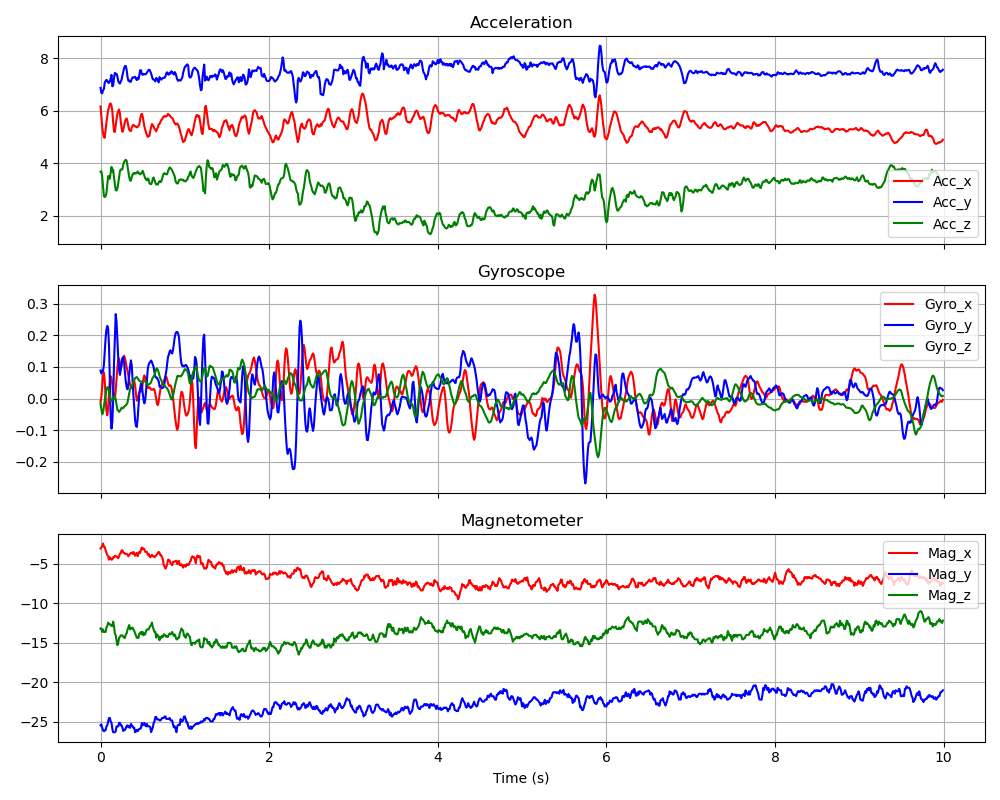 Acceleration
8
6
4
2
Acc_x
Acc_y
Acc_z
Gyroscope
0.3
0.2
0.1
0.0
−0.1
−0.2
Gyro_x
Gyro_y
Gyro_z
Magnetometer
−5
−10
−15
−20
−25
Mag_x
Mag_y
Mag_z
0 2 4 6 8 10
Time (s)